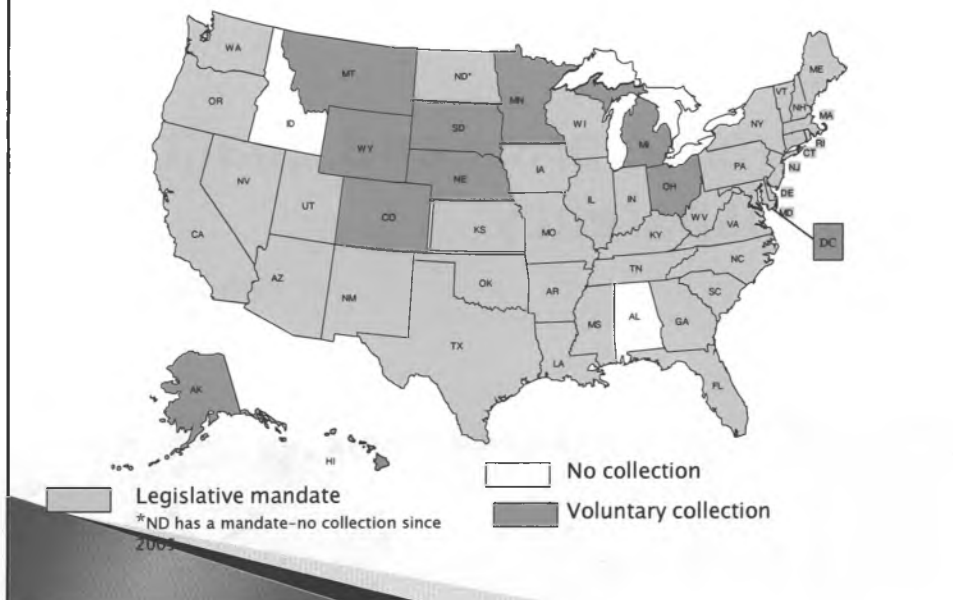 WA
MT
ND*
MN
ME
VT
NH
MA
OR
ID
SD
WI
NY
RI
CT
WY
MI
IA
PA
NJ
NE
OH
DE
NV
UT
CO
IL
IN
WV
MD
KS
MO
KY
VA
DC
CA
AZ
NM
OK
AR
TN
NC
SC
TX
MS
AL
GA
LA
FL
AK
HI
No collection
Legislative mandate
Voluntary collection
*ND has a mandate-no collection since